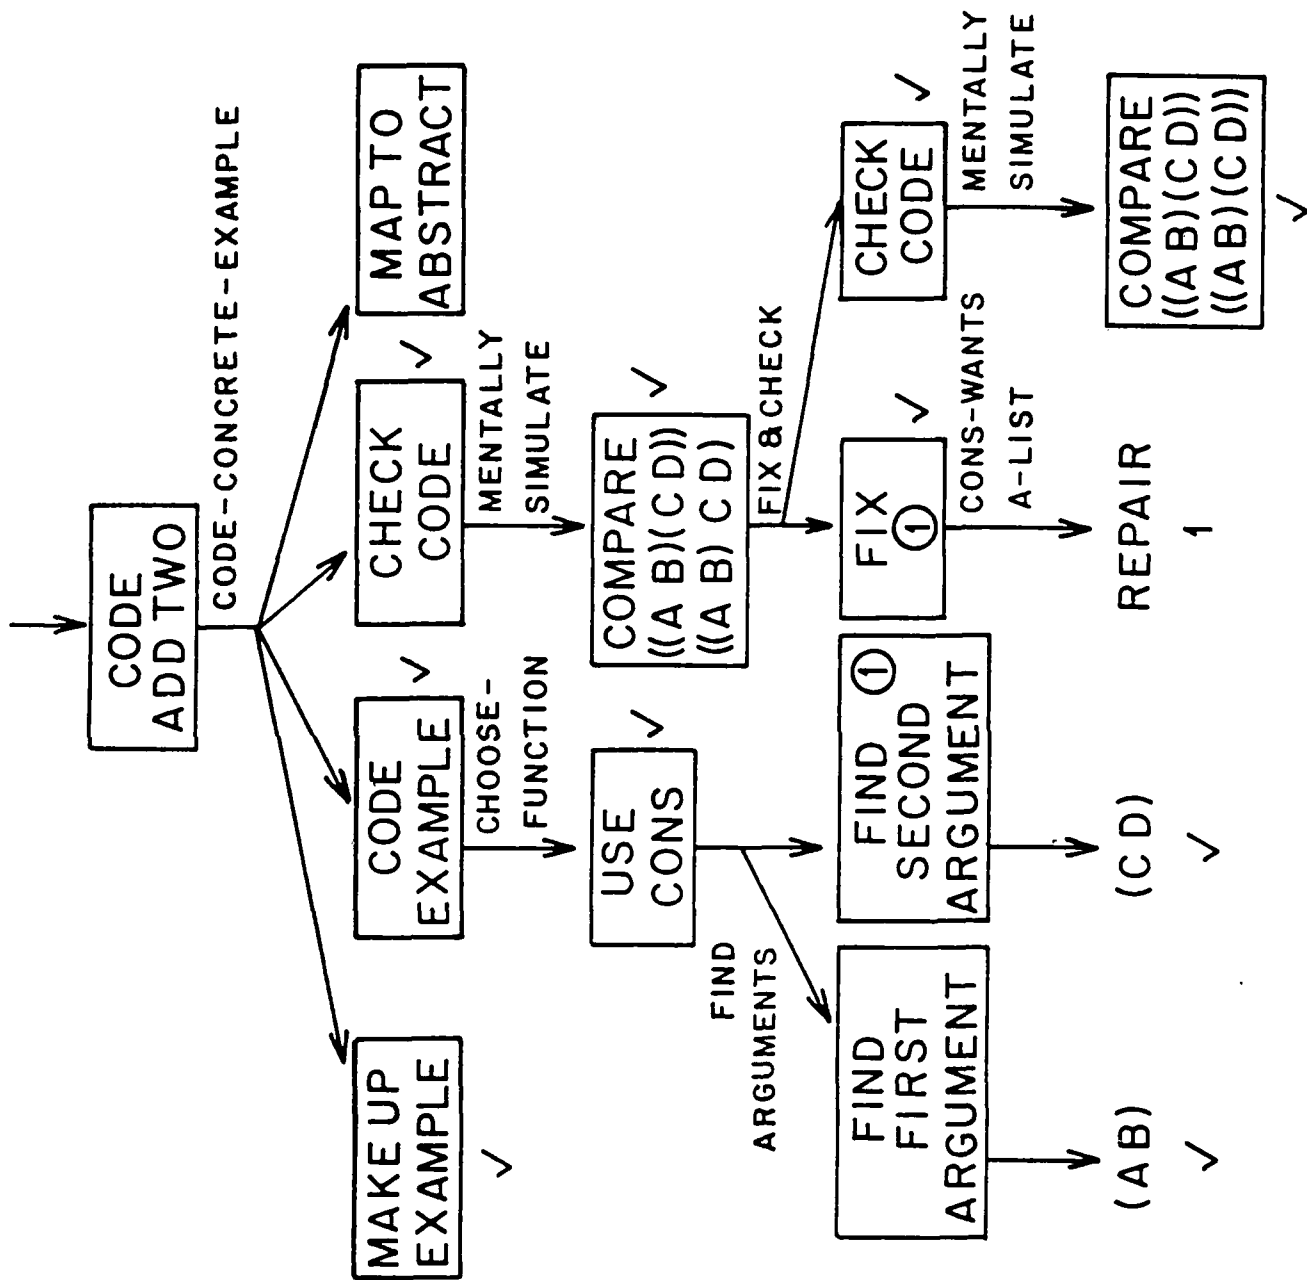 CODE
ADD TWO
CODE-CONCRETE-EXAMPLE
MAKE UP
EXAMPLE
✓
CODE
EXAMPLE
✓
CHECK
CODE
✓
MAP TO
ABSTRACT
CHOOSE-
FUNCTION
MENTALLY
SIMULATE
USE
CONS
✓
COMPARE
((A B)(C D))
((A B) C D)
✓
FIND
ARGUMENTS
FIX & CHECK
FIND
FIRST
ARGUMENT
FIND ①
SECOND
ARGUMENT
FIX
①
✓
CHECK
CODE
✓
CONS-WANTS
A-LIST
MENTALLY
SIMULATE
(A B)
✓
(C D)
✓
REPAIR
1
COMPARE
((A B)(C D))
((A B)(C D))
✓